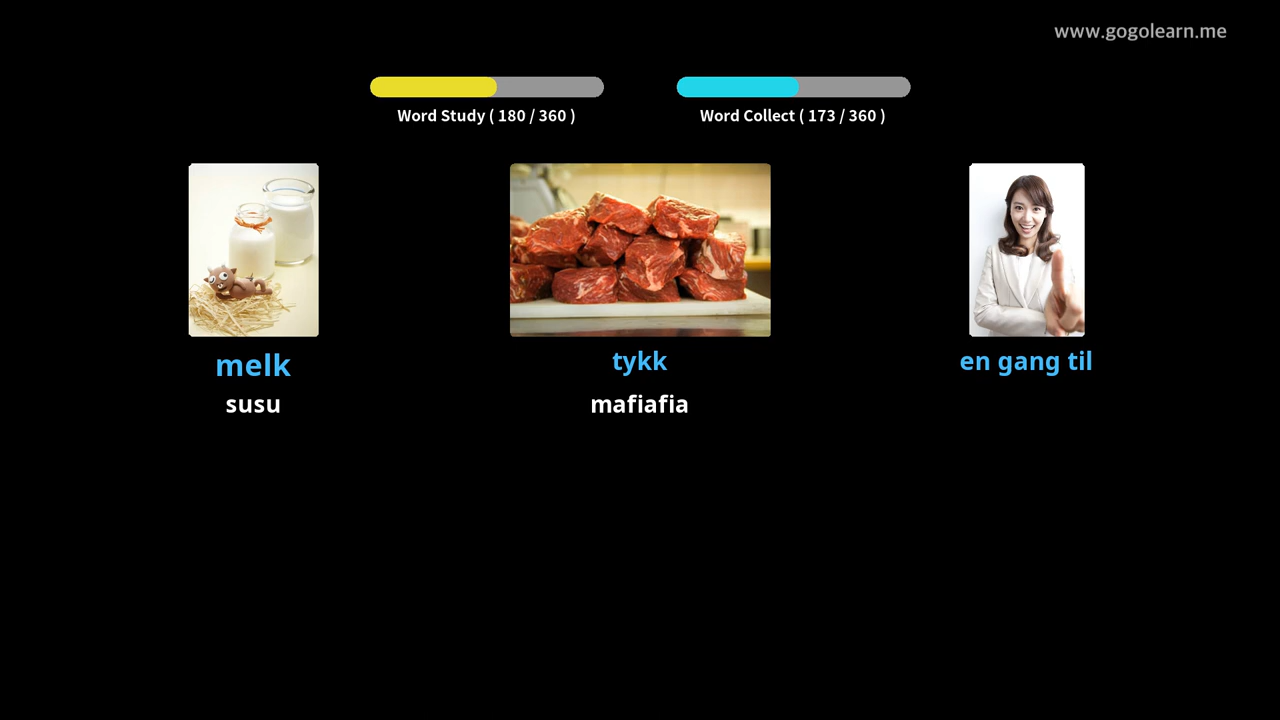 www.gogolearn.me
Word Study ( 180 / 360 )
Word Collect ( 173 / 360 )
melk
tykk
en gang til
susu
mafiafia